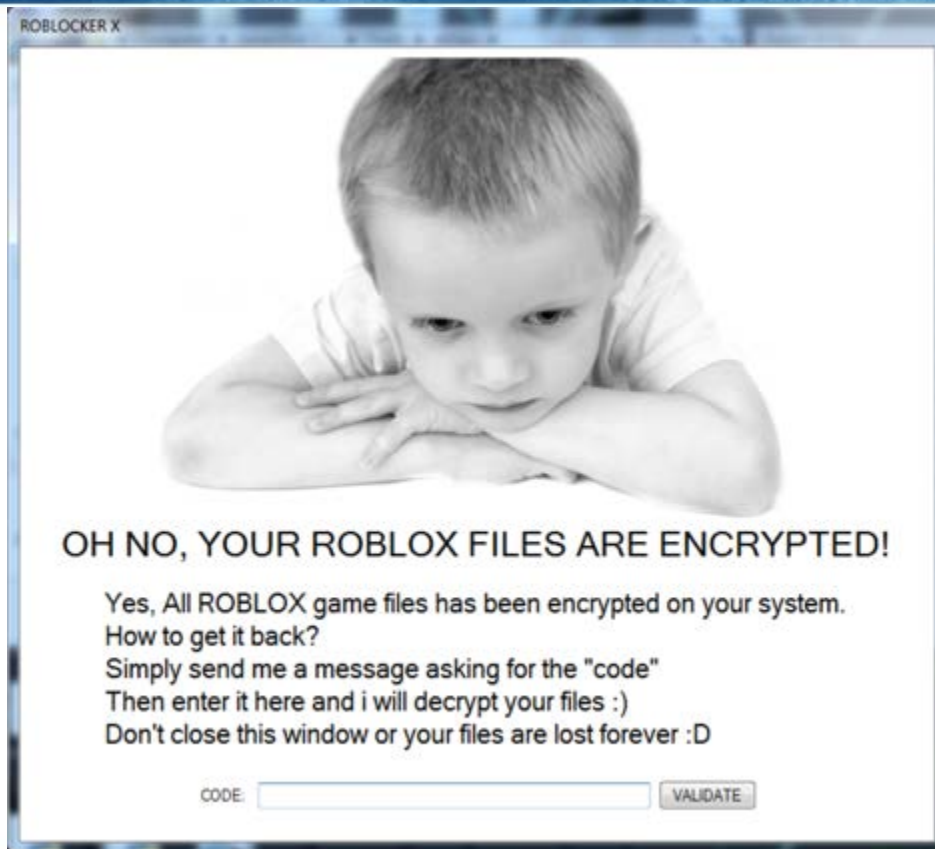 ROBLOCKER X
OH NO, YOUR ROBLOX FILES ARE ENCRYPTED!
Yes, All ROBLOX game files has been encrypted on your system.
How to get it back?
Simply send me a message asking for the "code"
Then enter it here and i will decrypt your files :)
Don't close this window or your files are lost forever :D
CODE: VALIDATE